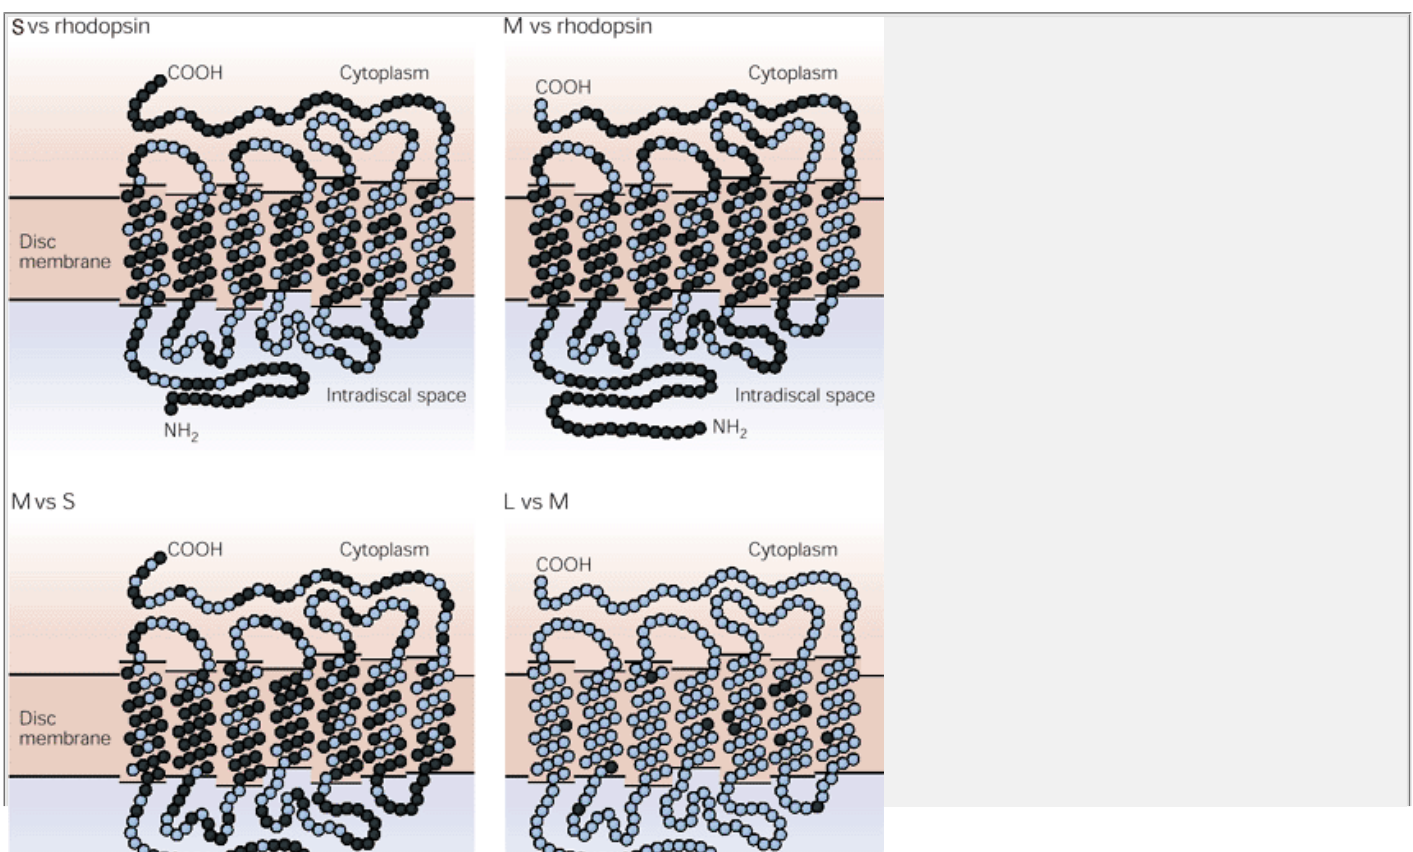 S vs rhodopsin
M vs rhodopsin
COOH
Cytoplasm
COOH
Cytoplasm
Disc
membrane
Intradiscal space
NH2
Intradiscal space
NH2
M vs S
L vs M
COOH
Cytoplasm
COOH
Cytoplasm
Disc
membrane